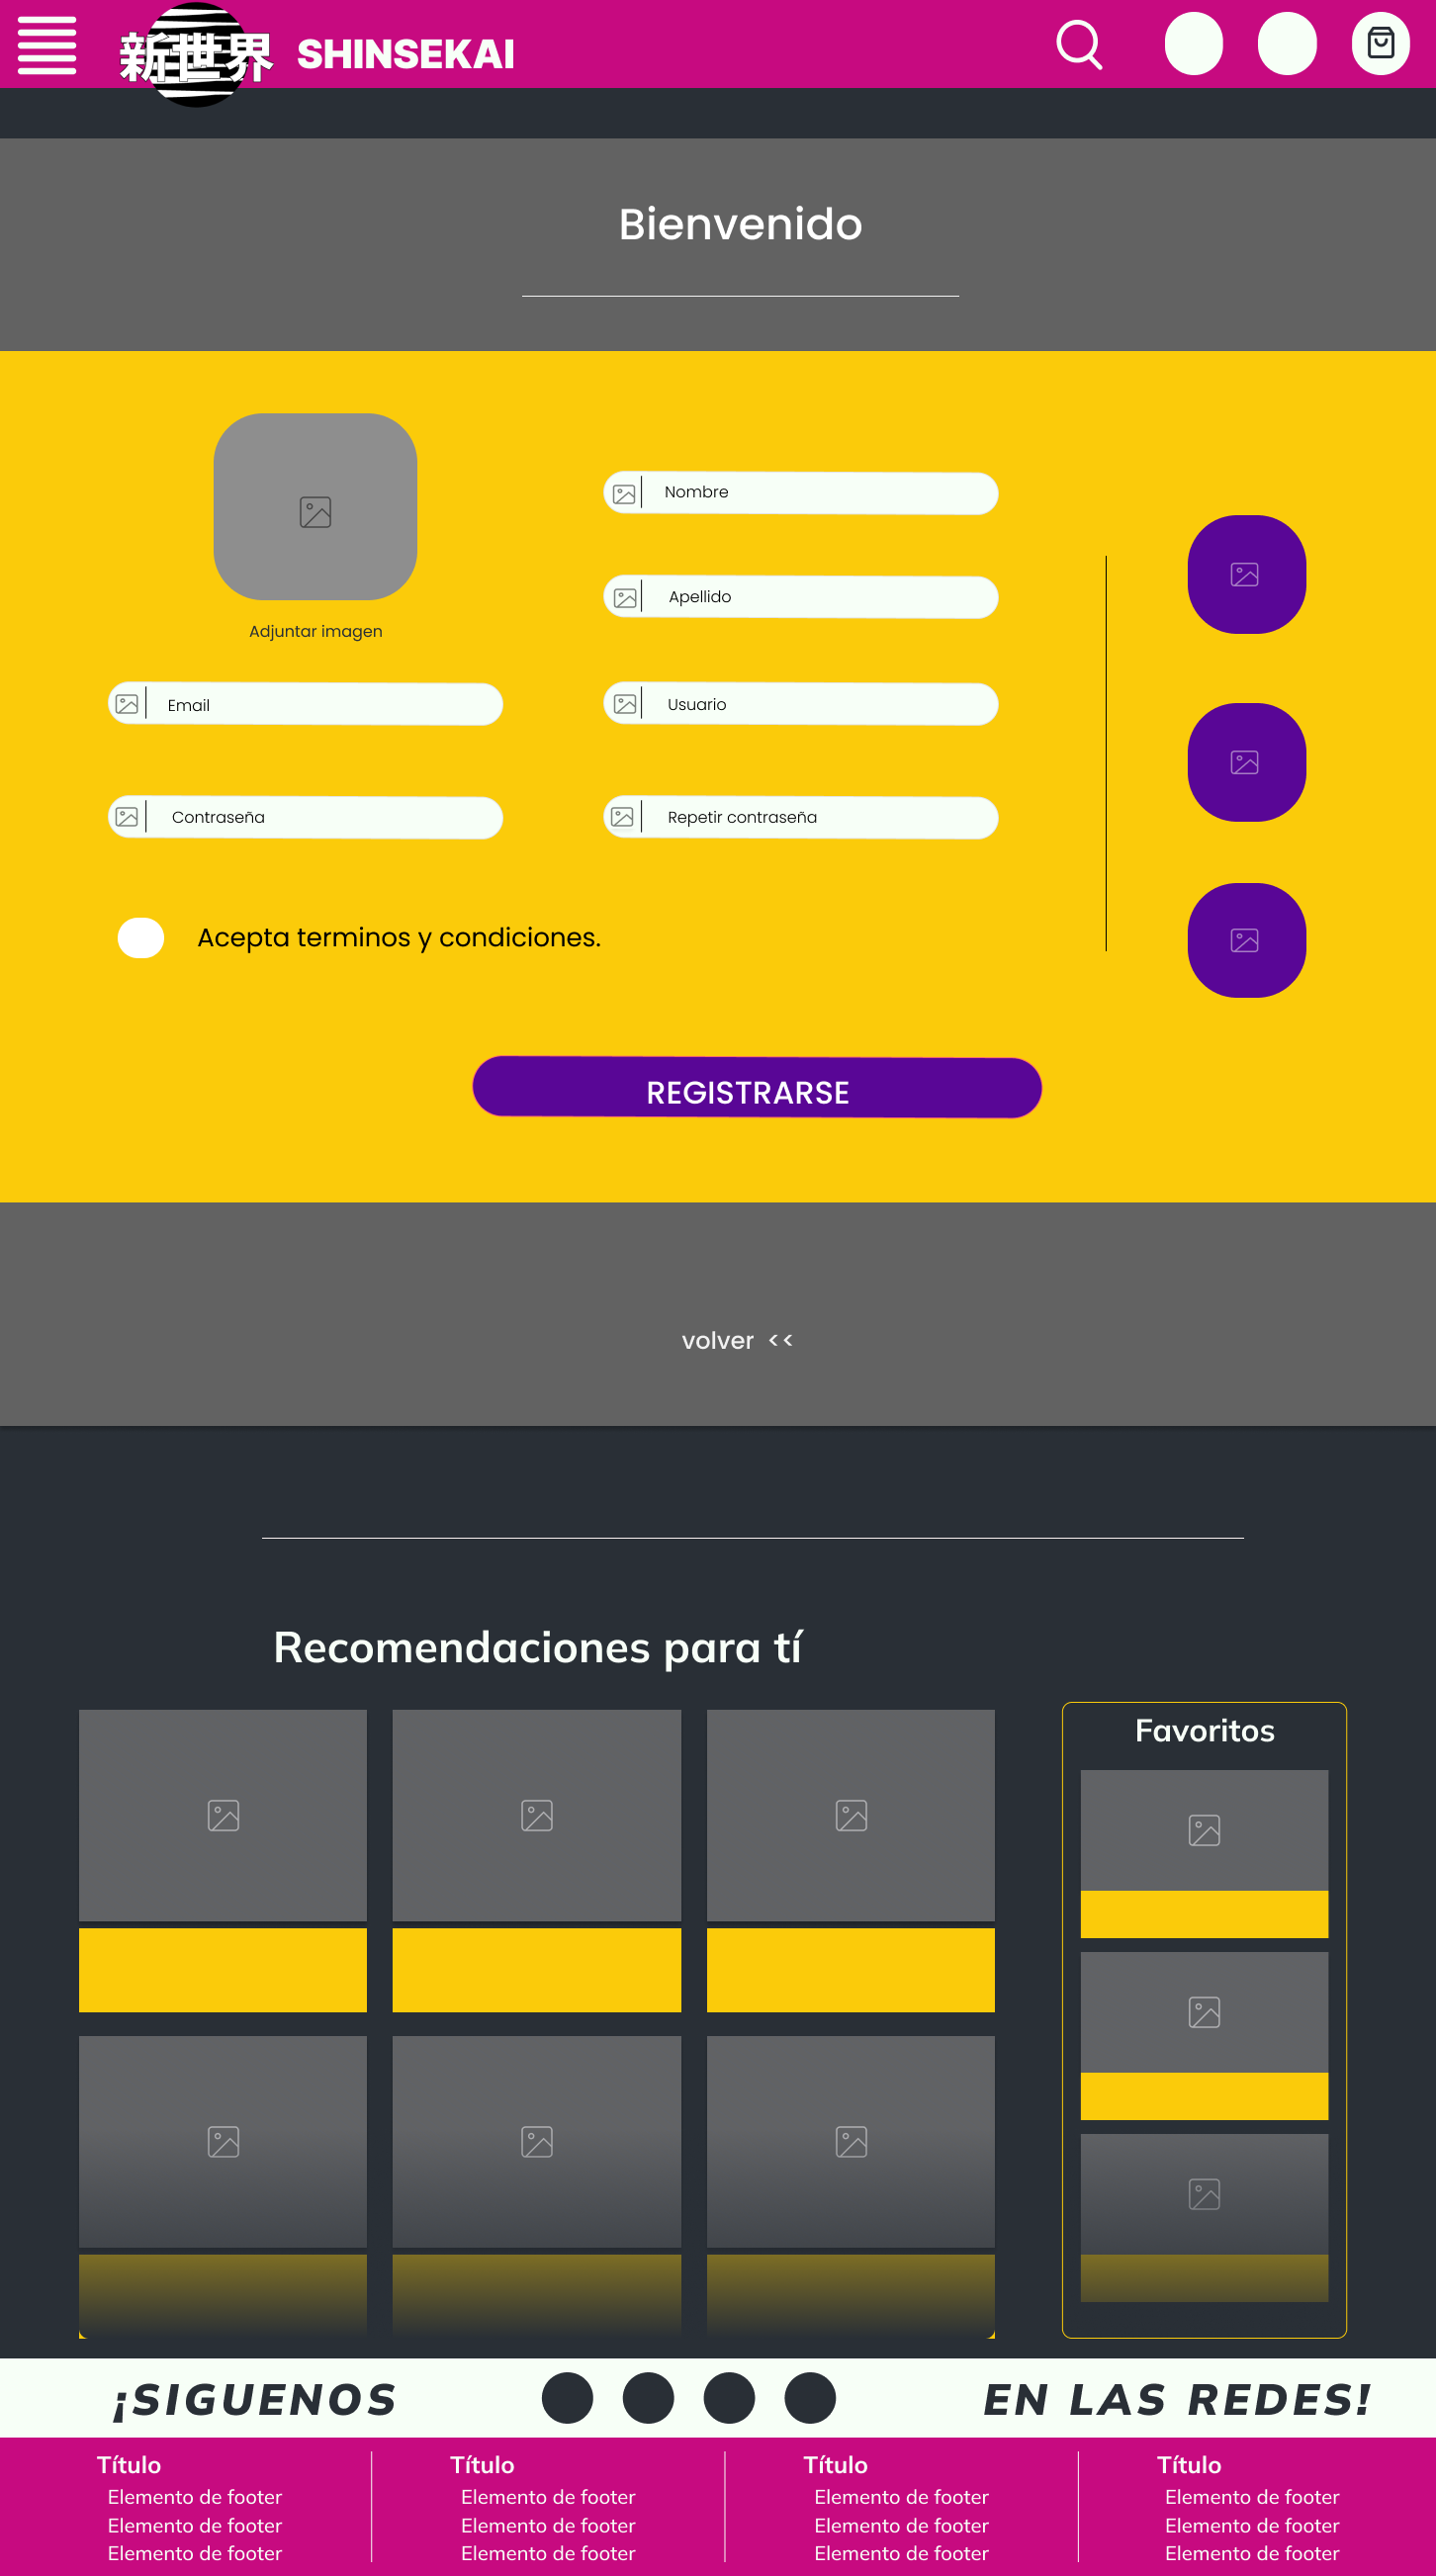 新世界 SHINSEKAI
Bienvenido
Nombre
Apellido
Adjuntar imagen
Email
Usuario
Contraseña
Repetir contraseña
Acepta terminos y condiciones.
REGISTRARSE
volver <<
Recomendaciones para tí
Favoritos
¡SIGUENOS
EN LAS REDES!
Título
Elemento de footer
Elemento de footer
Elemento de footer
Título
Elemento de footer
Elemento de footer
Elemento de footer
Título
Elemento de footer
Elemento de footer
Elemento de footer
Título
Elemento de footer
Elemento de footer
Elemento de footer